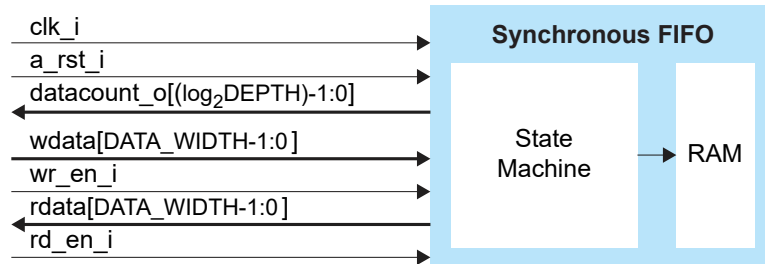 clk_i
a_rst_i
datacount_o[(log₂DEPTH)-1:0]
wdata[DATA_WIDTH-1:0]
wr_en_i
rdata[DATA_WIDTH-1:0]
rd_en_i
Synchronous FIFO
State
Machine
RAM